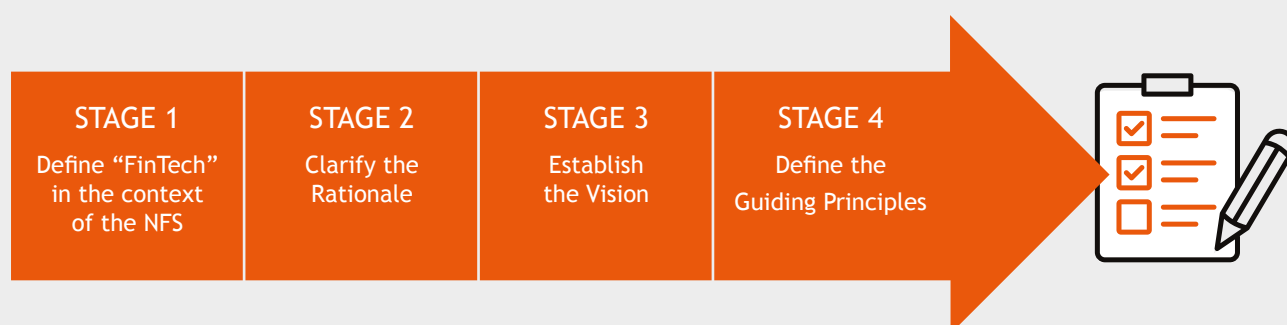 STAGE 1
Define “FinTech”
in the context
of the NFS
STAGE 2
Clarify the
Rationale
STAGE 3
Establish
the Vision
STAGE 4
Define the
Guiding Principles